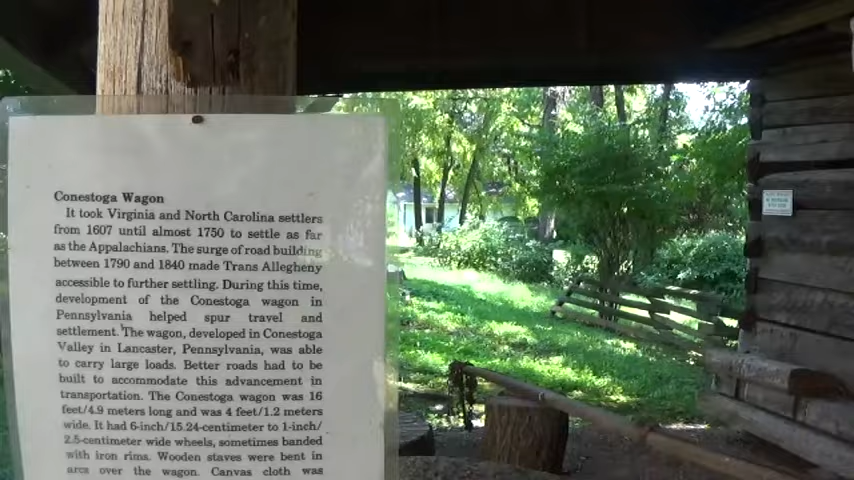 Conestoga Wagon
It took Virginia and North Carolina settlers
from 1607 until almost 1750 to settle as far
as the Appalachians. The surge of road building
between 1790 and 1840 made Trans Allegheny
accessible to further settling. During this time,
development of the Conestoga wagon in
Pennsylvania helped spur travel and
settlement. The wagon, developed in Conestoga
Valley in Lancaster, Pennsylvania, was able
to carry large loads. Better roads had to be
built to accommodate this advancement in
transportation. The Conestoga wagon was 16
feet/4.9 meters long and was 4 feet/1.2 meters
wide. It had 6-inch/15.24-centimeter to 1-inch/
2.5-centimeter wide wheels, sometimes banded
with iron rims. Wooden staves were bent in
arcs over the wagon. Canvas cloth was